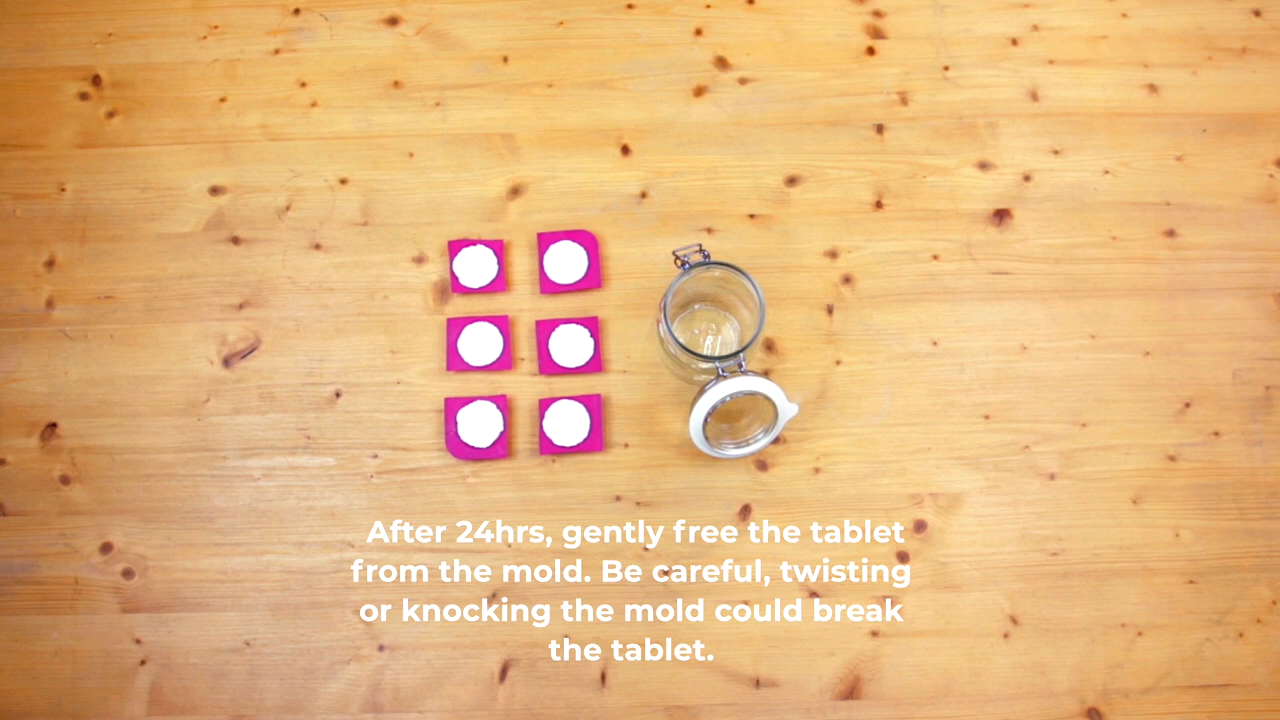 After 24hrs, gently free the tablet
from the mold. Be careful, twisting
or knocking the mold could break
the tablet.